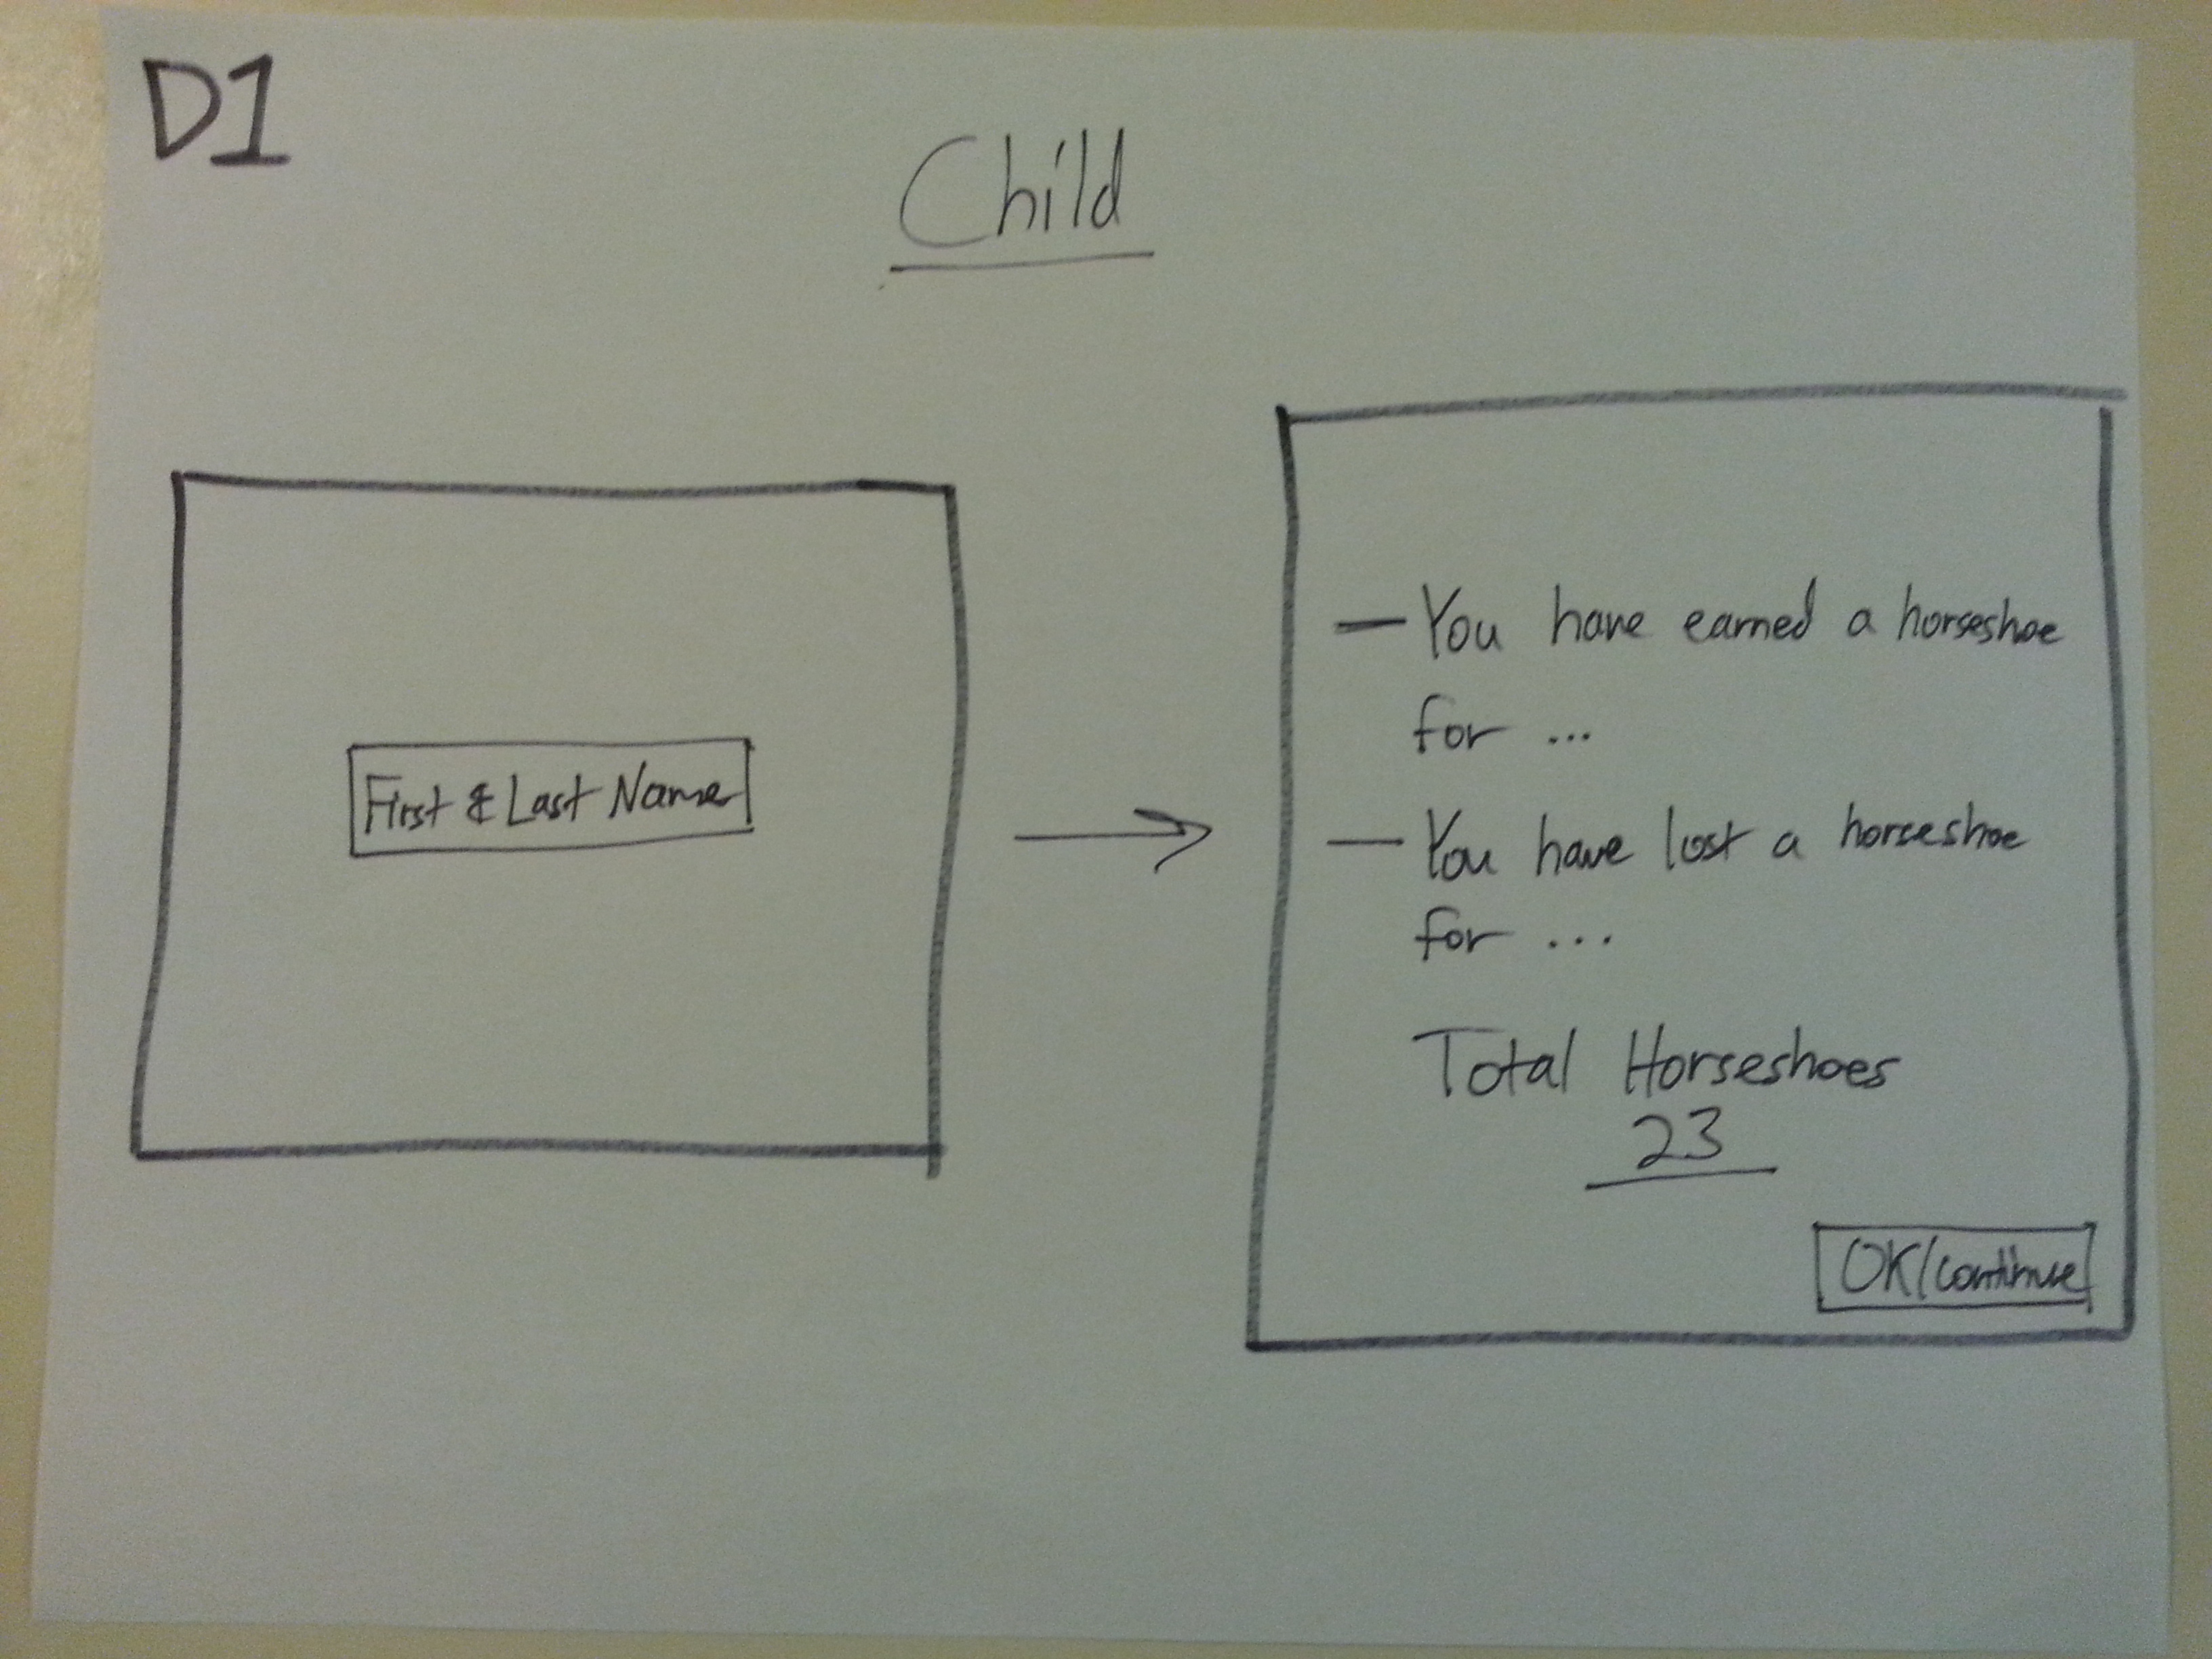 D1
Child
First & Last Name
— You have earned a horseshoe
for ...
— You have lost a horseshoe
for ...
Total Horseshoes
23
OK/continue